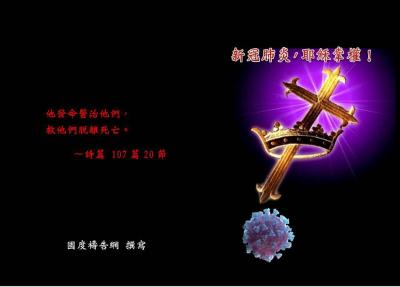 新冠肺炎，耶穌掌權！
他發命醫治他們，
救他們脫離死亡。
～詩篇 107 篇 20 節
國度禱告網 撰寫